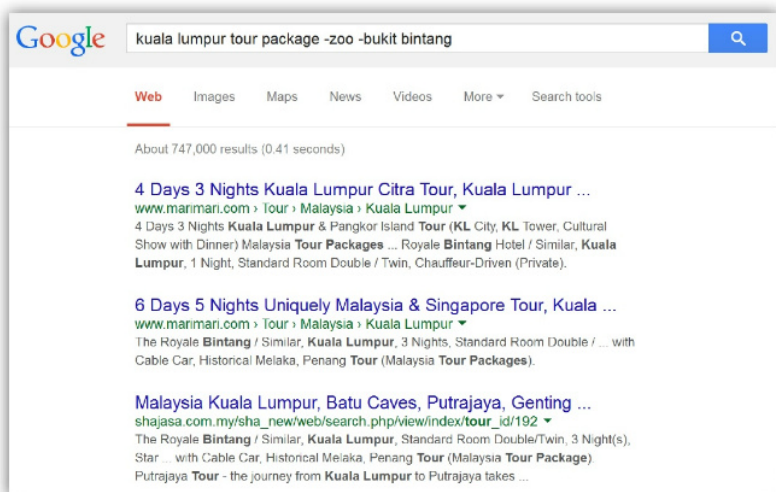 Google kuala lumpur tour package -zoo -bukit bintang
Web Images Maps News Videos More Search tools
About 747,000 results (0.41 seconds)
4 Days 3 Nights Kuala Lumpur Citra Tour, Kuala Lumpur ...
www.marimari.com › Tour › Malaysia › Kuala Lumpur
4 Days 3 Nights Kuala Lumpur & Pangkor Island Tour (KL City, KL Tower, Cultural
Show with Dinner) Malaysia Tour Packages ... Royale Bintang Hotel / Similar, Kuala
Lumpur, 1 Night, Standard Room Double / Twin, Chauffeur-Driven (Private).
6 Days 5 Nights Uniquely Malaysia & Singapore Tour, Kuala ...
www.marimari.com › Tour › Malaysia › Kuala Lumpur
The Royale Bintang / Similar, Kuala Lumpur, 3 Nights, Standard Room Double / ... with
Cable Car, Historical Melaka, Penang Tour (Malaysia Tour Packages).
Malaysia Kuala Lumpur, Batu Caves, Putrajaya, Genting ...
shajasa.com.my/sha_new/web/search.php/view/index/tour_id/192
The Royale Bintang / Similar, Kuala Lumpur, Standard Room Double/Twin, 3 Night(s),
Star ... with Cable Car, Historical Melaka, Penang Tour (Malaysia Tour Package).
Putrajaya Tour - the journey from Kuala Lumpur to Putrajaya takes ...